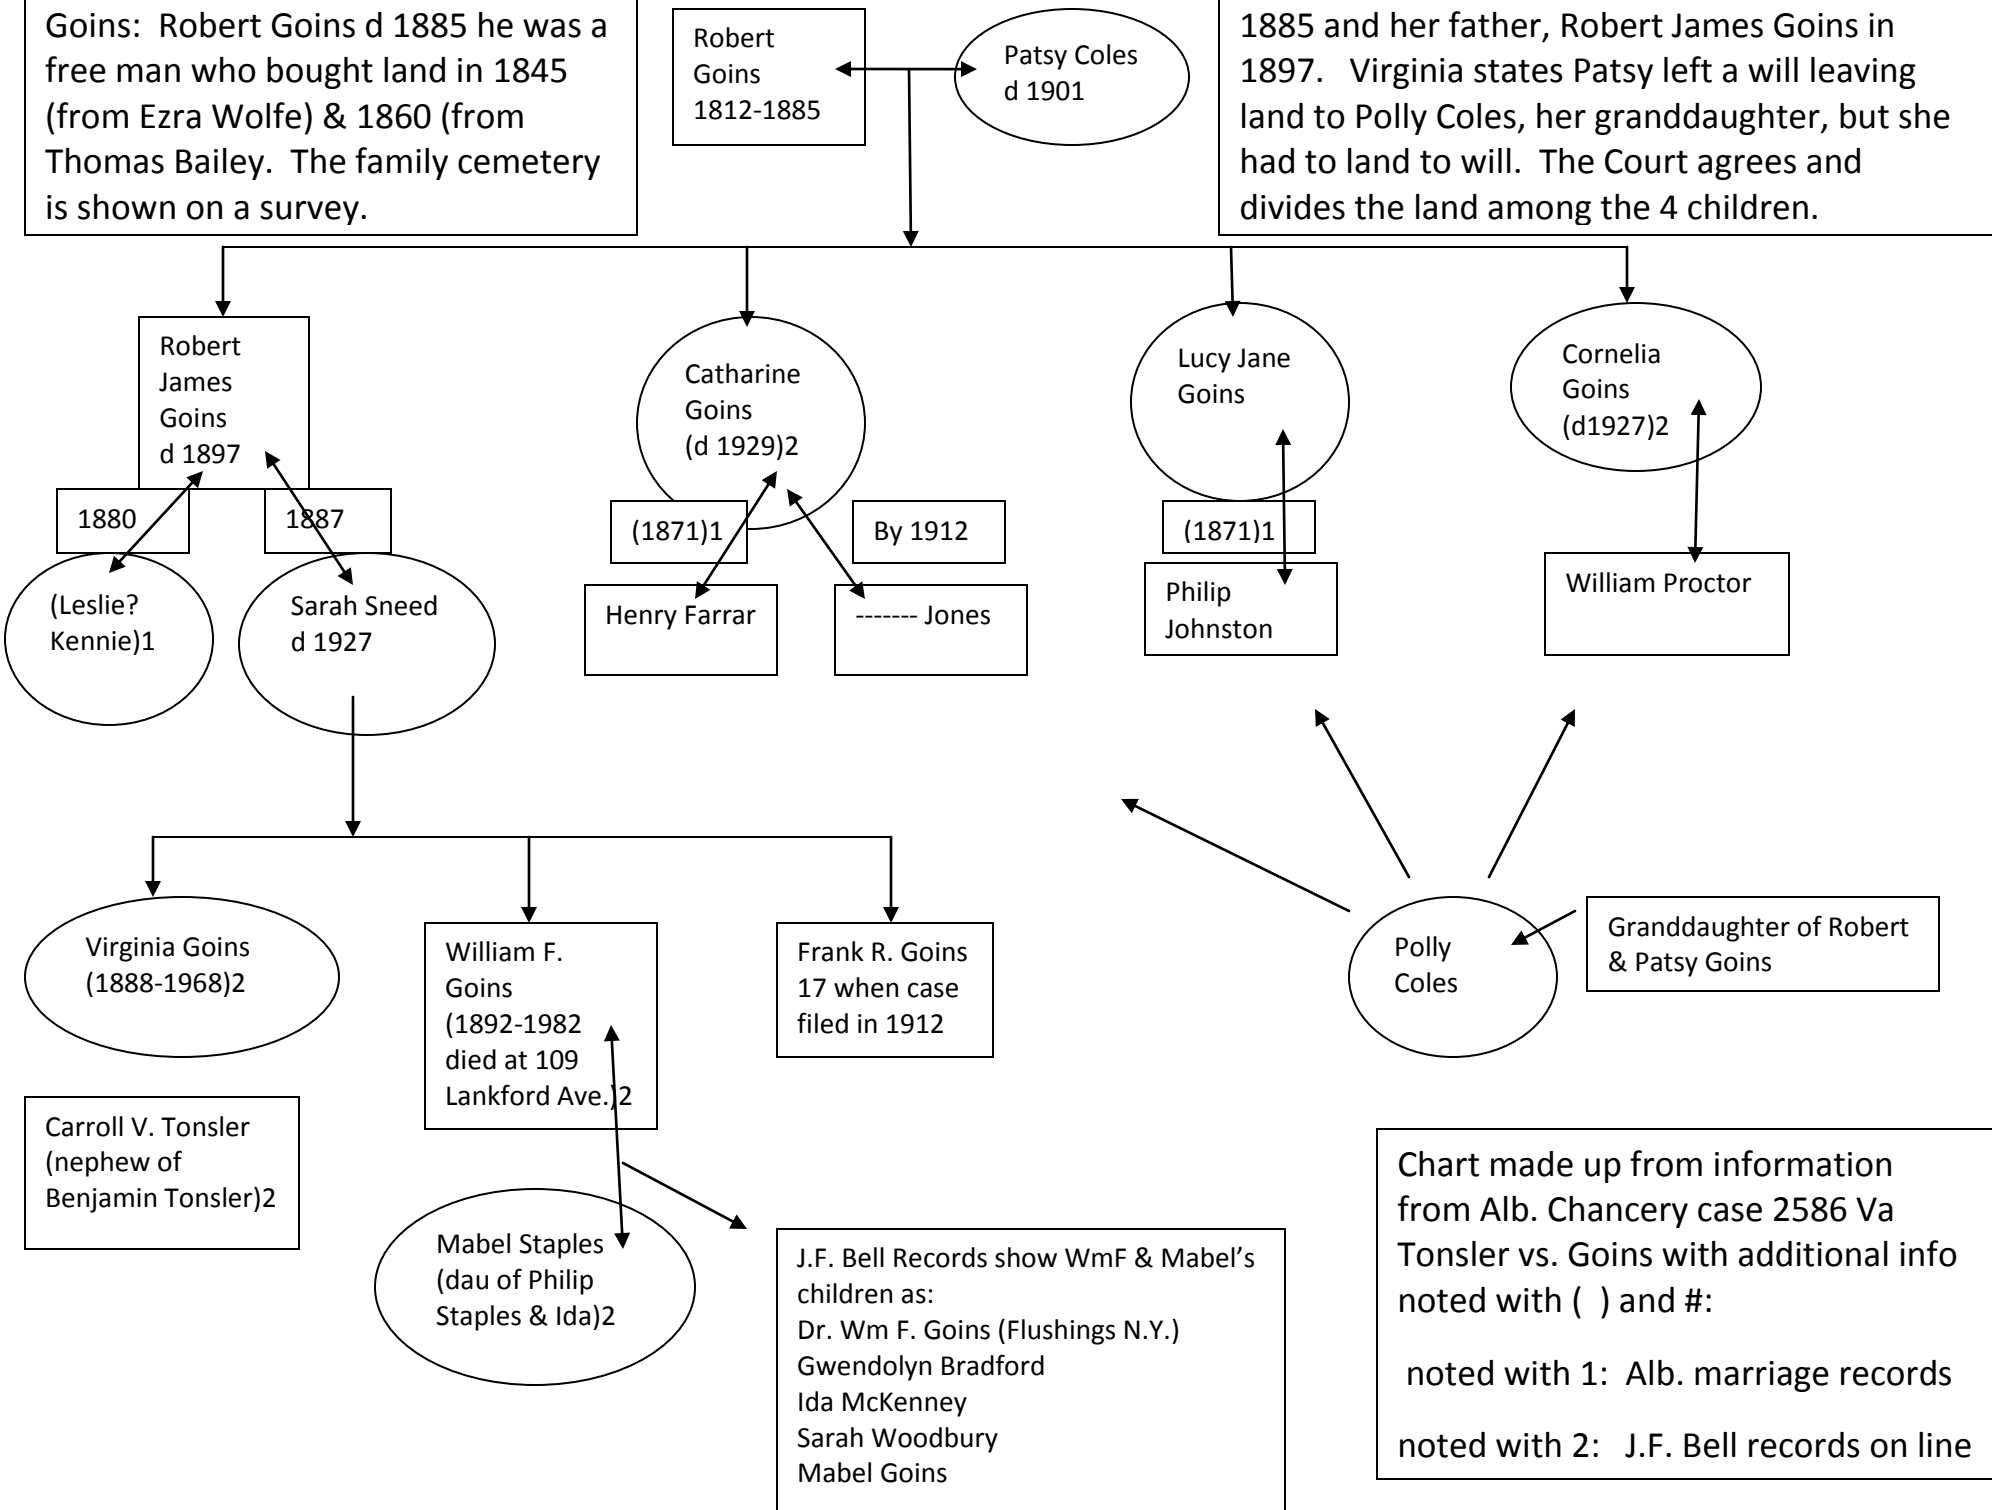 Goins: Robert Goins d 1885 he was a
free man who bought land in 1845
(from Ezra Wolfe) & 1860 (from
Thomas Bailey. The family cemetery
is shown on a survey.
Robert
Goins
1812-1885
Patsy Coles
d 1901
1885 and her father, Robert James Goins in
1897. Virginia states Patsy left a will leaving
land to Polly Coles, her granddaughter, but she
had to land to will. The Court agrees and
divides the land among the 4 children.
Robert
James
Goins
d 1897
Catharine
Goins
(d 1929)2
Lucy Jane
Goins
Cornelia
Goins
(d1927)2
1880
1887
(1871)1
By 1912
(1871)1
(Leslie?
Kennie)1
Sarah Sneed
d 1927
Henry Farrar
------- Jones
Philip
Johnston
William Proctor
Virginia Goins
(1888-1968)2
William F.
Goins
(1892-1982
died at 109
Lankford Ave.)2
Frank R. Goins
17 when case
filed in 1912
Polly
Coles
Granddaughter of Robert
& Patsy Goins
Carroll V. Tonsler
(nephew of
Benjamin Tonsler)2
Mabel Staples
(dau of Philip
Staples & Ida)2
J.F. Bell Records show WmF & Mabel’s
children as:
Dr. Wm F. Goins (Flushings N.Y.)
Gwendolyn Bradford
Ida McKenney
Sarah Woodbury
Mabel Goins
Chart made up from information
from Alb. Chancery case 2586 Va
Tonsler vs. Goins with additional info
noted with ( ) and #:
noted with 1: Alb. marriage records
noted with 2: J.F. Bell records on line